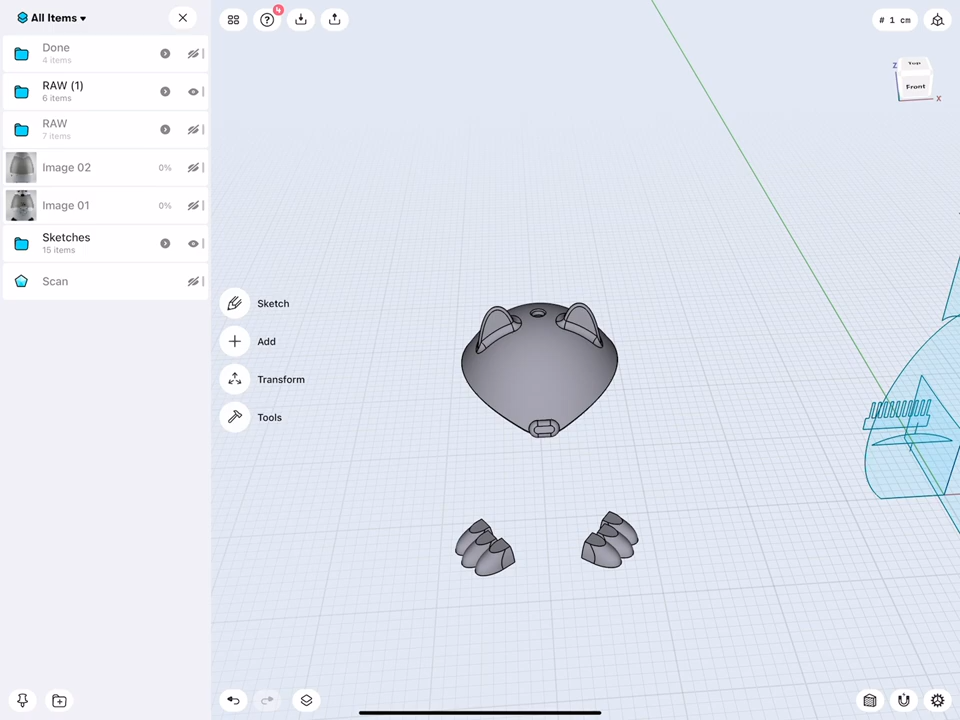 All Items
Done
4 items
RAW (1)
6 items
RAW
7 items
Image 02
0%
Image 01
0%
Sketches
15 items
Scan
4
# 1 cm
Top
Front
Z
X
Sketch
Add
Transform
Tools